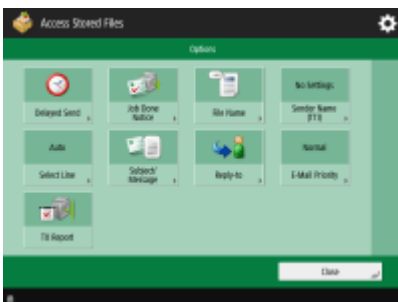 Access Stored Files
Options
Delayed Send
Job Done
Notice
File Name
No Settings
Sender Name
(TTI)
Auto
Select Line
Subject/
Message
Reply-to
Normal
E-Mail Priority
TX Report
Close